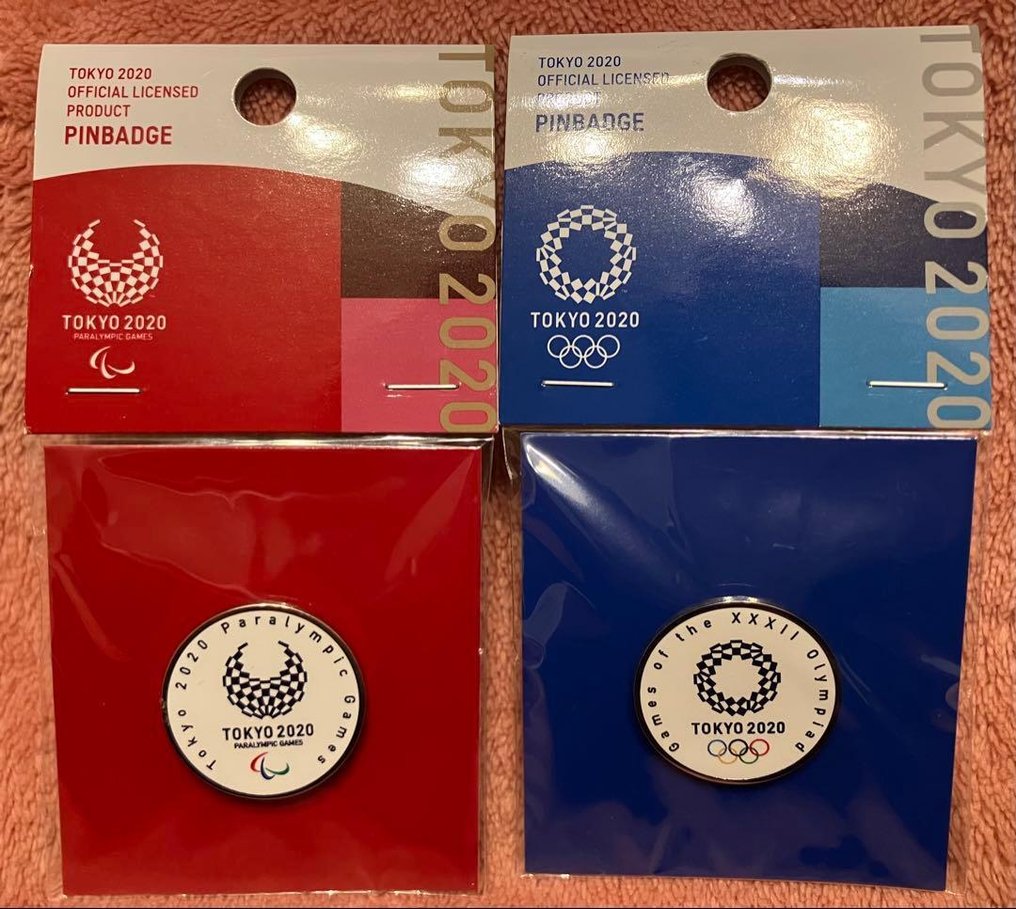 TOKYO 2020
OFFICIAL LICENSED
PRODUCT
PINBADGE
TOKYO 2020
TOKYO 2020
PARALYMPIC GAMES
Tokyo 2020 Paralympic Games
TOKYO 2020
PARALYMPIC GAMES
TOKYO 2020
OFFICIAL LICENSED
PRODUCT
PINBADGE
TOKYO 2020
TOKYO 2020
Games of the XXXII Olympiad
TOKYO 2020